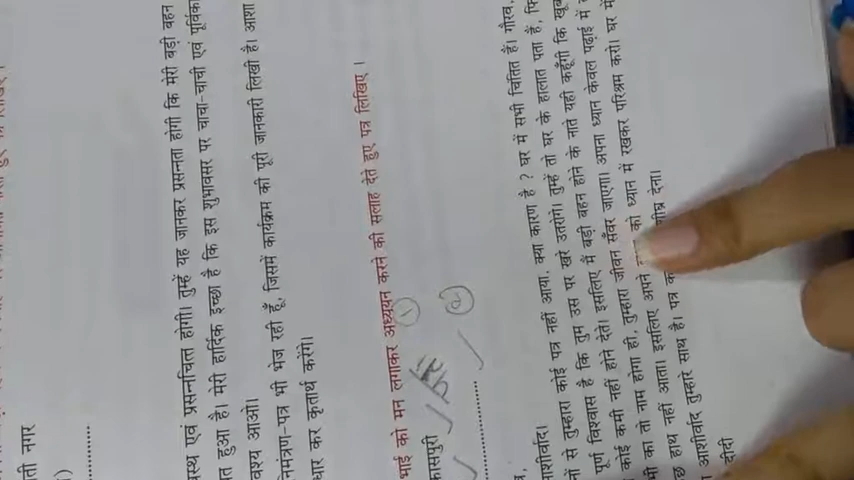 ती नगर
)
..........
स्थ एवं प्रसन्नचित्त होगी। तुम्हें यह जानकर प्रसन्नता होगी कि मेरी बड़ी बहन
त हुआ है। मेरी हार्दिक इच्छा है कि इस शुभावसर पर चाचा-चाची एवं पूर्विका
वश्य आओ।
निमंत्रण-पत्र भी भेज रही हूँ, जिसमें कार्यक्रम की पूरी जानकारी लिखी है। आशा
धार कर कृतार्थ करेंगे।
भाई को मन लगाकर अध्ययन करने की सलाह देते हुए पत्र लिखिए।
कासपुरी
..................
शीर्वाद।
नों से तुम्हारा कोई पत्र नहीं आया, क्या कारण है ? घर में सभी चिंतित हैं। गौरव,
पूर्ण विश्वास है कि तुम उस पर खरे उतरोगे। तुम्हें तो घर के हालात पता हैं, फि
कोई कमी नहीं होने देते। इसलिए मैं बड़ी बहन होने के नाते यही कहूँगी कि खूब
मी का तो नाम होगा ही, तुम्हारा जीवन सँवर जाएगा। अपना ध्यान केवल पढ़ाई में
छ हाथ नहीं आता। इसलिए अपने को ध्यान में रखकर परिश्रम करो। घर में
आशीर्वाद तुम्हारे साथ है। पत्र शीघ्र देना।
दीदी